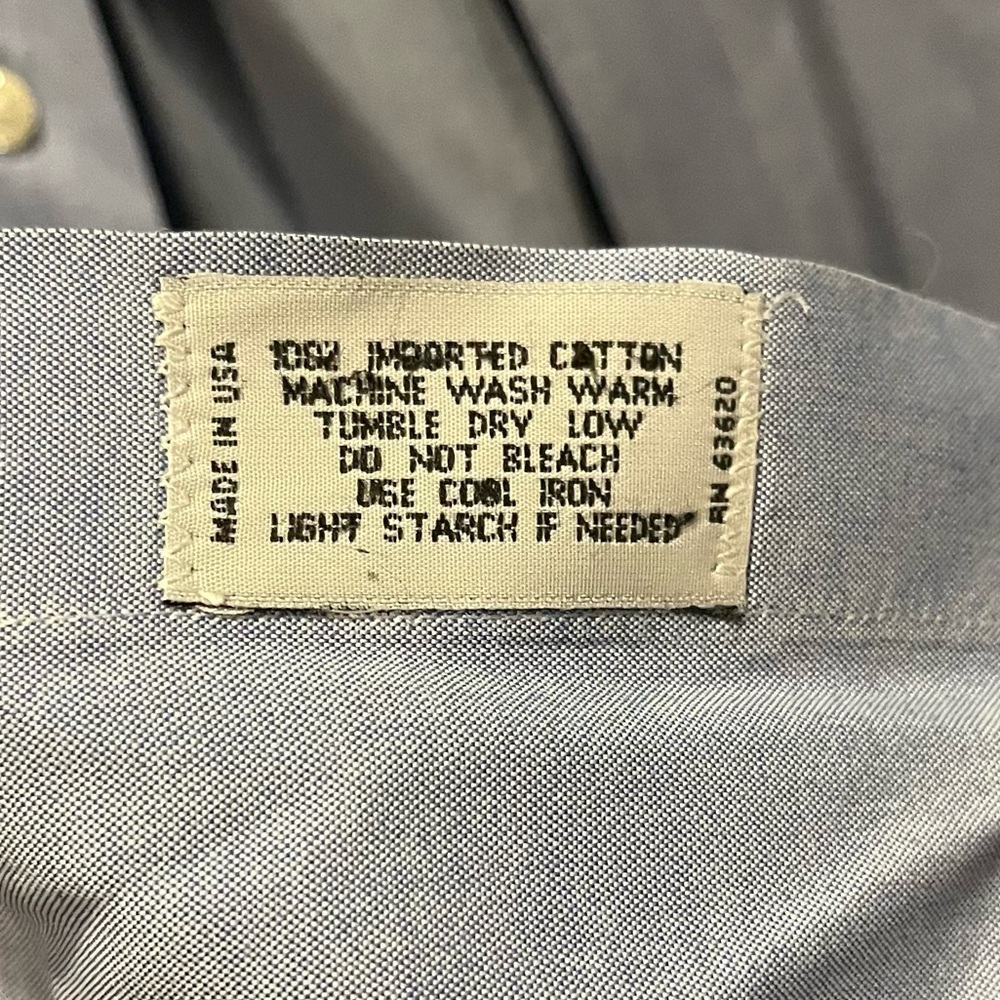 MADE IN USA
100% IMPORTED COTTON
MACHINE WASH WARM
TUMBLE DRY LOW
DO NOT BLEACH
USE COOL IRON
LIGHT STARCH IF NEEDED
RN 63620